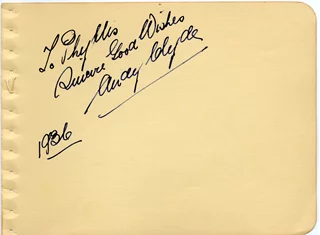 To Phyllis
Sincere Good Wishes
Andy Clyde
1936